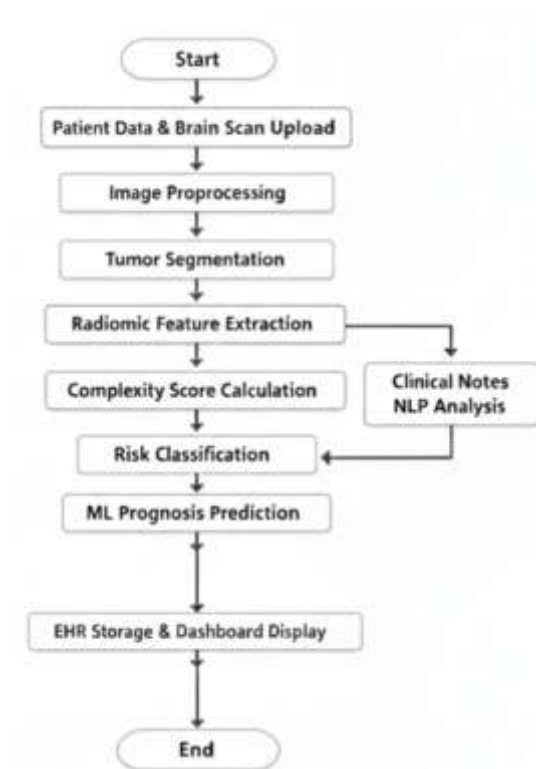 Start
Patient Data & Brain Scan Upload
Image Proprocessing
Tumor Segmentation
Radiomic Feature Extraction
Complexity Score Calculation
Clinical Notes
NLP Analysis
Risk Classification
ML Prognosis Prediction
EHR Storage & Dashboard Display
End